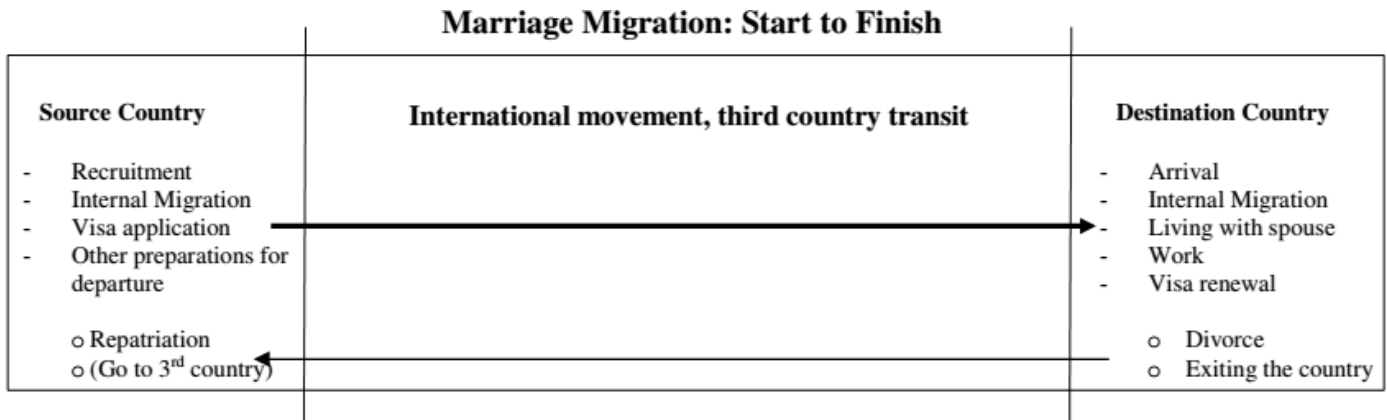 Marriage Migration: Start to Finish
Source Country
- Recruitment
- Internal Migration
- Visa application
- Other preparations for
departure
o Repatriation
o (Go to 3rd country)
International movement, third country transit
Destination Country
- Arrival
- Internal Migration
- Living with spouse
- Work
- Visa renewal
o Divorce
o Exiting the country